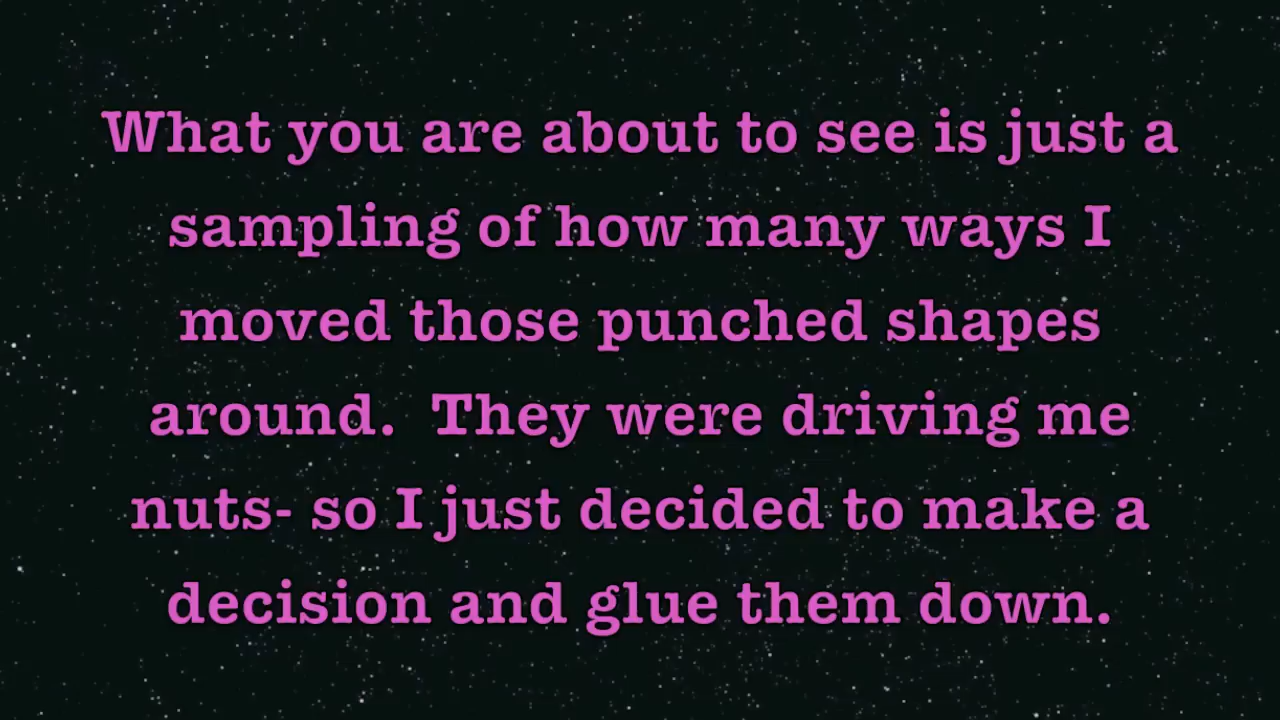 What you are about to see is just a
sampling of how many ways I
moved those punched shapes
around.  They were driving me
nuts- so I just decided to make a
decision and glue them down.